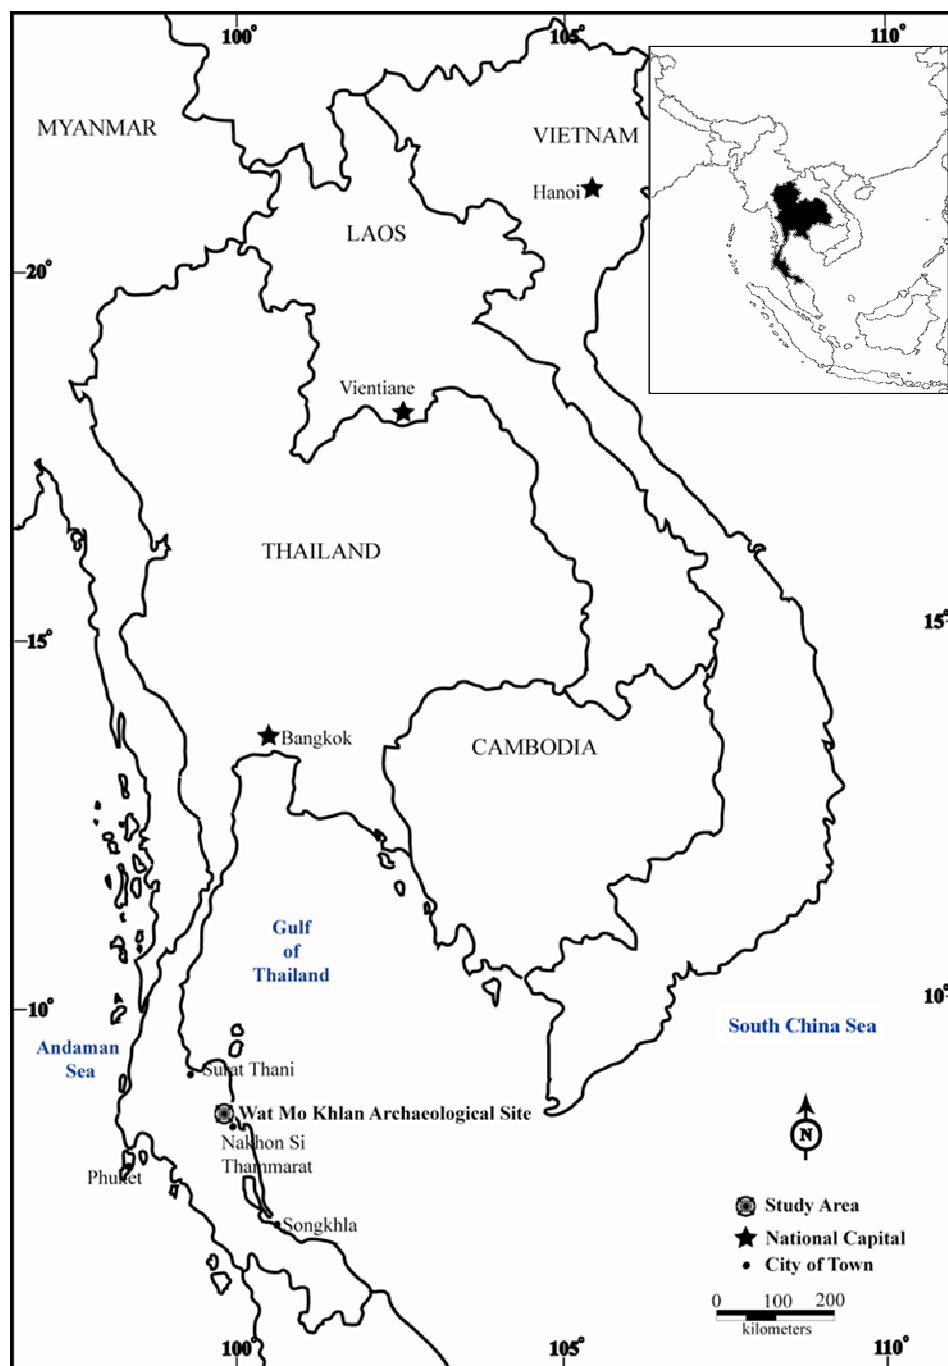 100°
105°
110°
MYANMAR
VIETNAM
Hanoi
LAOS
20°
Vientiane
THAILAND
15°
15°
Bangkok
CAMBODIA
Gulf
of
Thailand
10°
10°
South China Sea
Andaman
Sea
Surat Thani
Wat Mo Khlan Archaeological Site
Nakhon Si
Thammarat
Phuket
N
Songkhla
Study Area
National Capital
City of Town
0 100 200
kilometers
100°
105°
110°